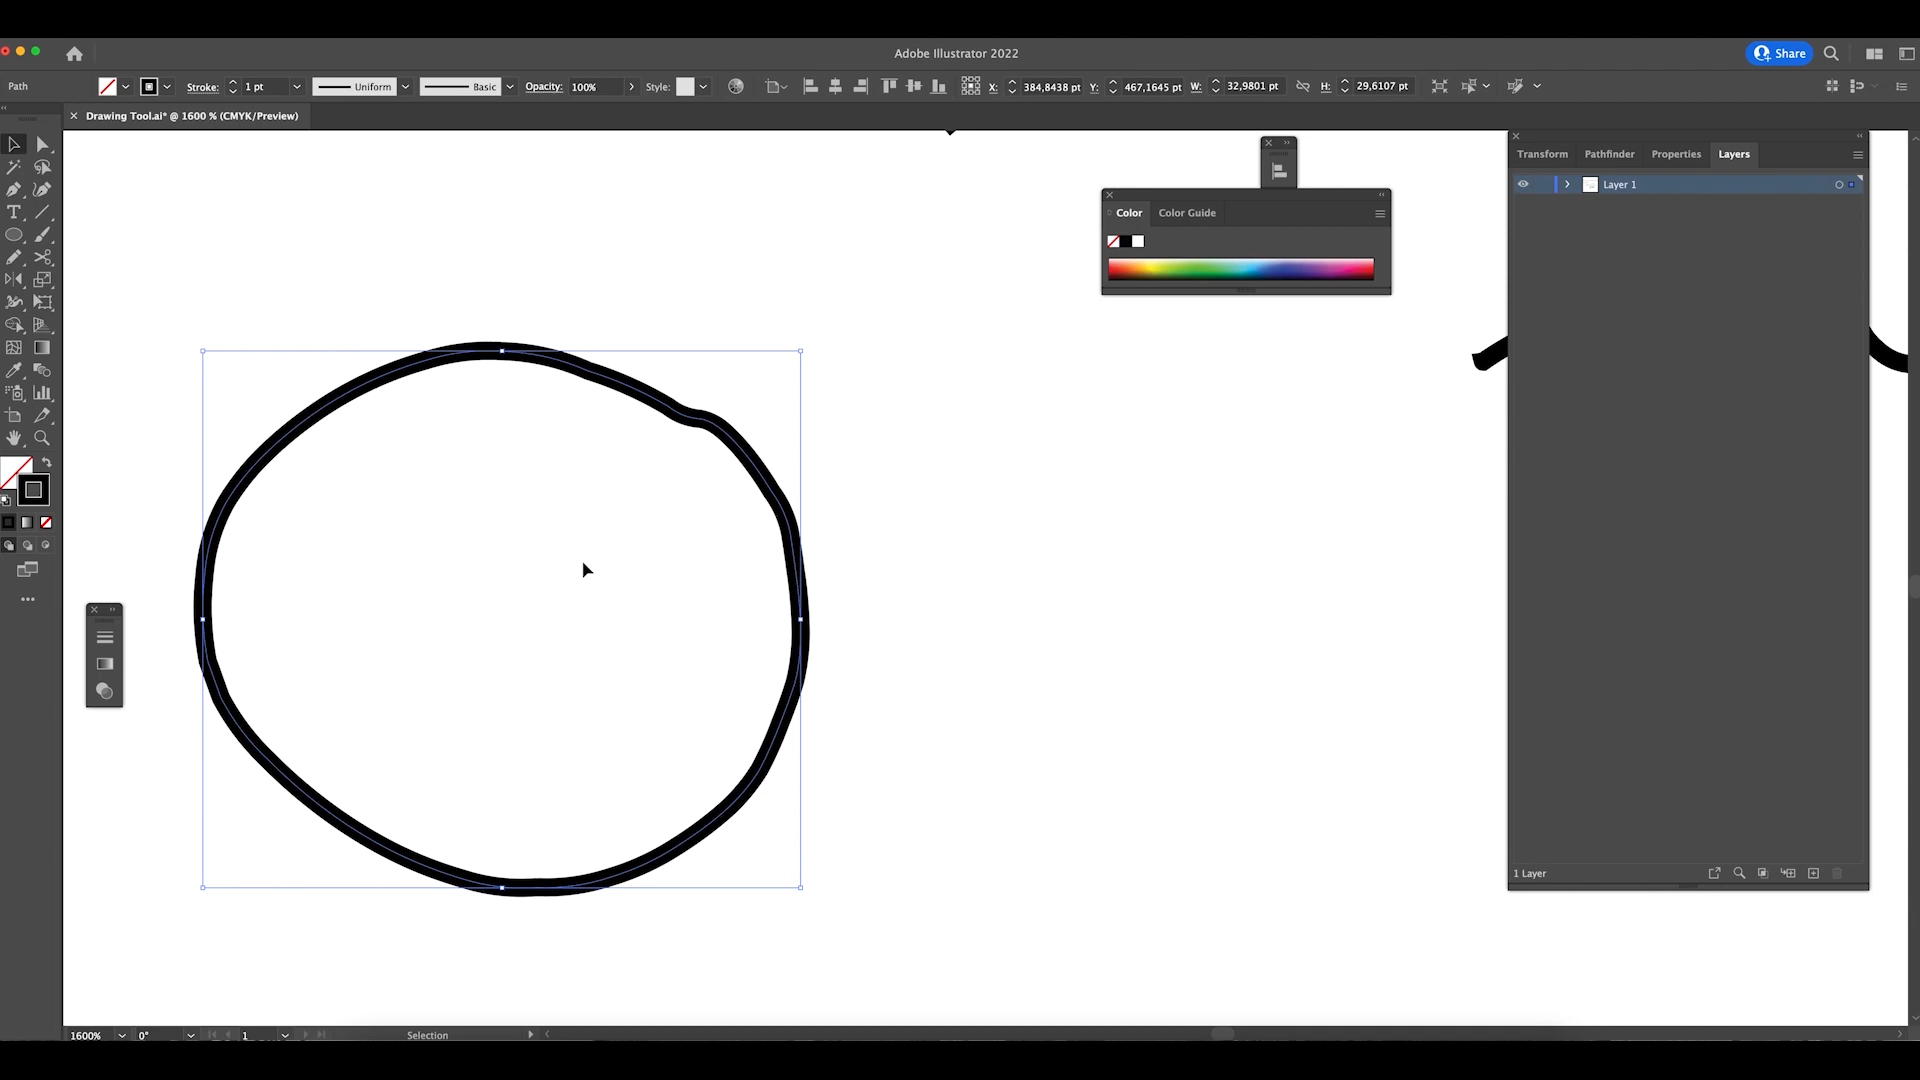 Adobe Illustrator 2022
Share
Path
Stroke: 1 pt
Uniform
Basic
Opacity: 100%
Style:
X: 384,8438 pt Y: 467,1645 pt W: 32,9801 pt H: 29,6107 pt
Drawing Tool.ai* @ 1600 % (CMYK/Preview)
Transform Pathfinder Properties Layers
Layer 1
Color Color Guide
1 Layer
1600% 0° 1 Selection